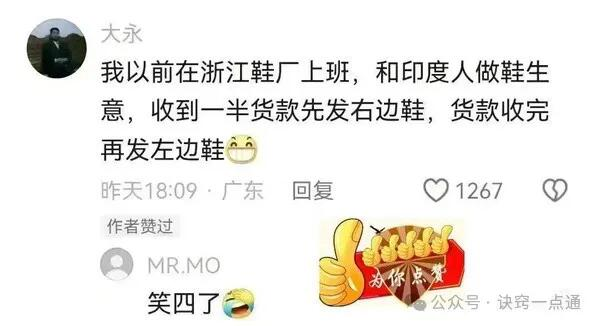 大永
我以前在浙江鞋厂上班，和印度人做鞋生
意，收到一半货款先发右边鞋，货款收完
再发左边鞋😁
昨天18:09 · 广东 回复 1267
作者赞过
MR.MO
笑四了🤣
为你点赞
公众号 · 诀窍一点通